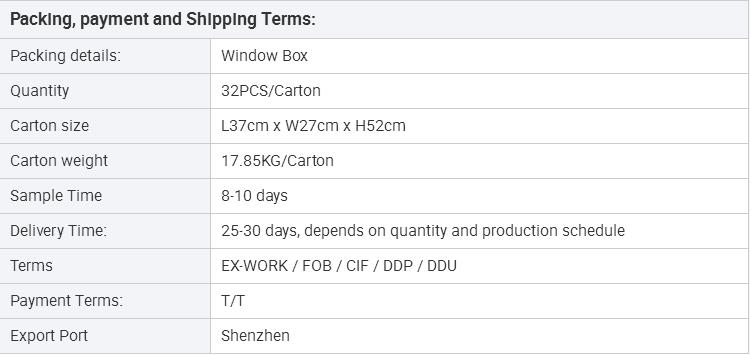 Packing, payment and Shipping Terms:
Packing details: Window Box
Quantity 32PCS/Carton
Carton size L37cm x W27cm x H52cm
Carton weight 17.85KG/Carton
Sample Time 8-10 days
Delivery Time: 25-30 days, depends on quantity and production schedule
Terms EX-WORK / FOB / CIF / DDP / DDU
Payment Terms: T/T
Export Port Shenzhen